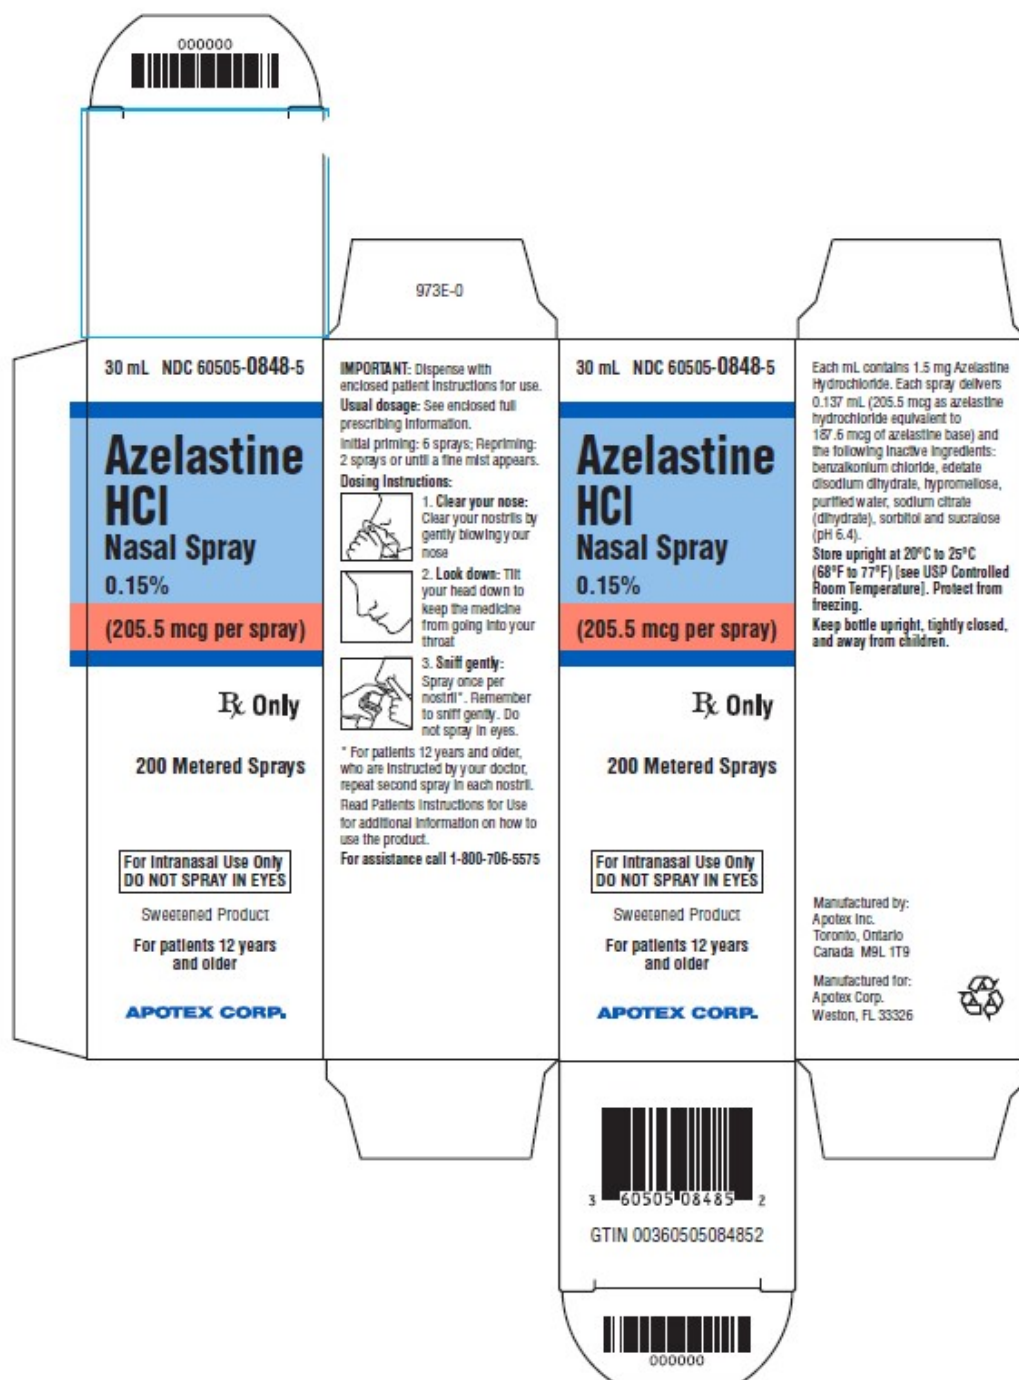 000000
973E-0
30 mL NDC 60505-0848-5
Azelastine
HCl
Nasal Spray
0.15%
(205.5 mcg per spray)
Rx Only
200 Metered Sprays
For Intranasal Use Only
DO NOT SPRAY IN EYES
Sweetened Product
For patients 12 years
and older
APOTEX CORP.
IMPORTANT: Dispense with
enclosed patient instructions for use.
Usual dosage: See enclosed full
prescribing information.
Initial priming: 6 sprays; Repriming:
2 sprays or until a fine mist appears.
Dosing Instructions:
1. Clear your nose:
Clear your nostrils by
gently blowing your
nose
2. Look down: Tilt
your head down to
keep the medicine
from going into your
throat
3. Sniff gently:
Spray once per
nostril*. Remember
to sniff gently. Do
not spray in eyes.
* For patients 12 years and older,
who are instructed by your doctor,
repeat second spray in each nostril.
Read Patients Instructions for Use
for additional information on how to
use the product.
For assistance call 1-800-706-5575
30 mL NDC 60505-0848-5
Azelastine
HCl
Nasal Spray
0.15%
(205.5 mcg per spray)
Rx Only
200 Metered Sprays
For Intranasal Use Only
DO NOT SPRAY IN EYES
Sweetened Product
For patients 12 years
and older
APOTEX CORP.
Each mL contains 1.5 mg Azelastine
Hydrochloride. Each spray delivers
0.137 mL (205.5 mcg as azelastine
hydrochloride equivalent to
187.6 mcg of azelastine base) and
the following inactive ingredients:
benzalkonium chloride, edetate
disodium dihydrate, hypromellose,
purified water, sodium citrate
(dihydrate), sorbitol and sucralose
(pH 6.4).
Store upright at 20°C to 25°C
(68°F to 77°F) [see USP Controlled
Room Temperature]. Protect from
freezing.
Keep bottle upright, tightly closed,
and away from children.
Manufactured by:
Apotex Inc.
Toronto, Ontario
Canada M9L 1T9
Manufactured for:
Apotex Corp.
Weston, FL 33326
3 60505 08485 2
GTIN 00360505084852
000000